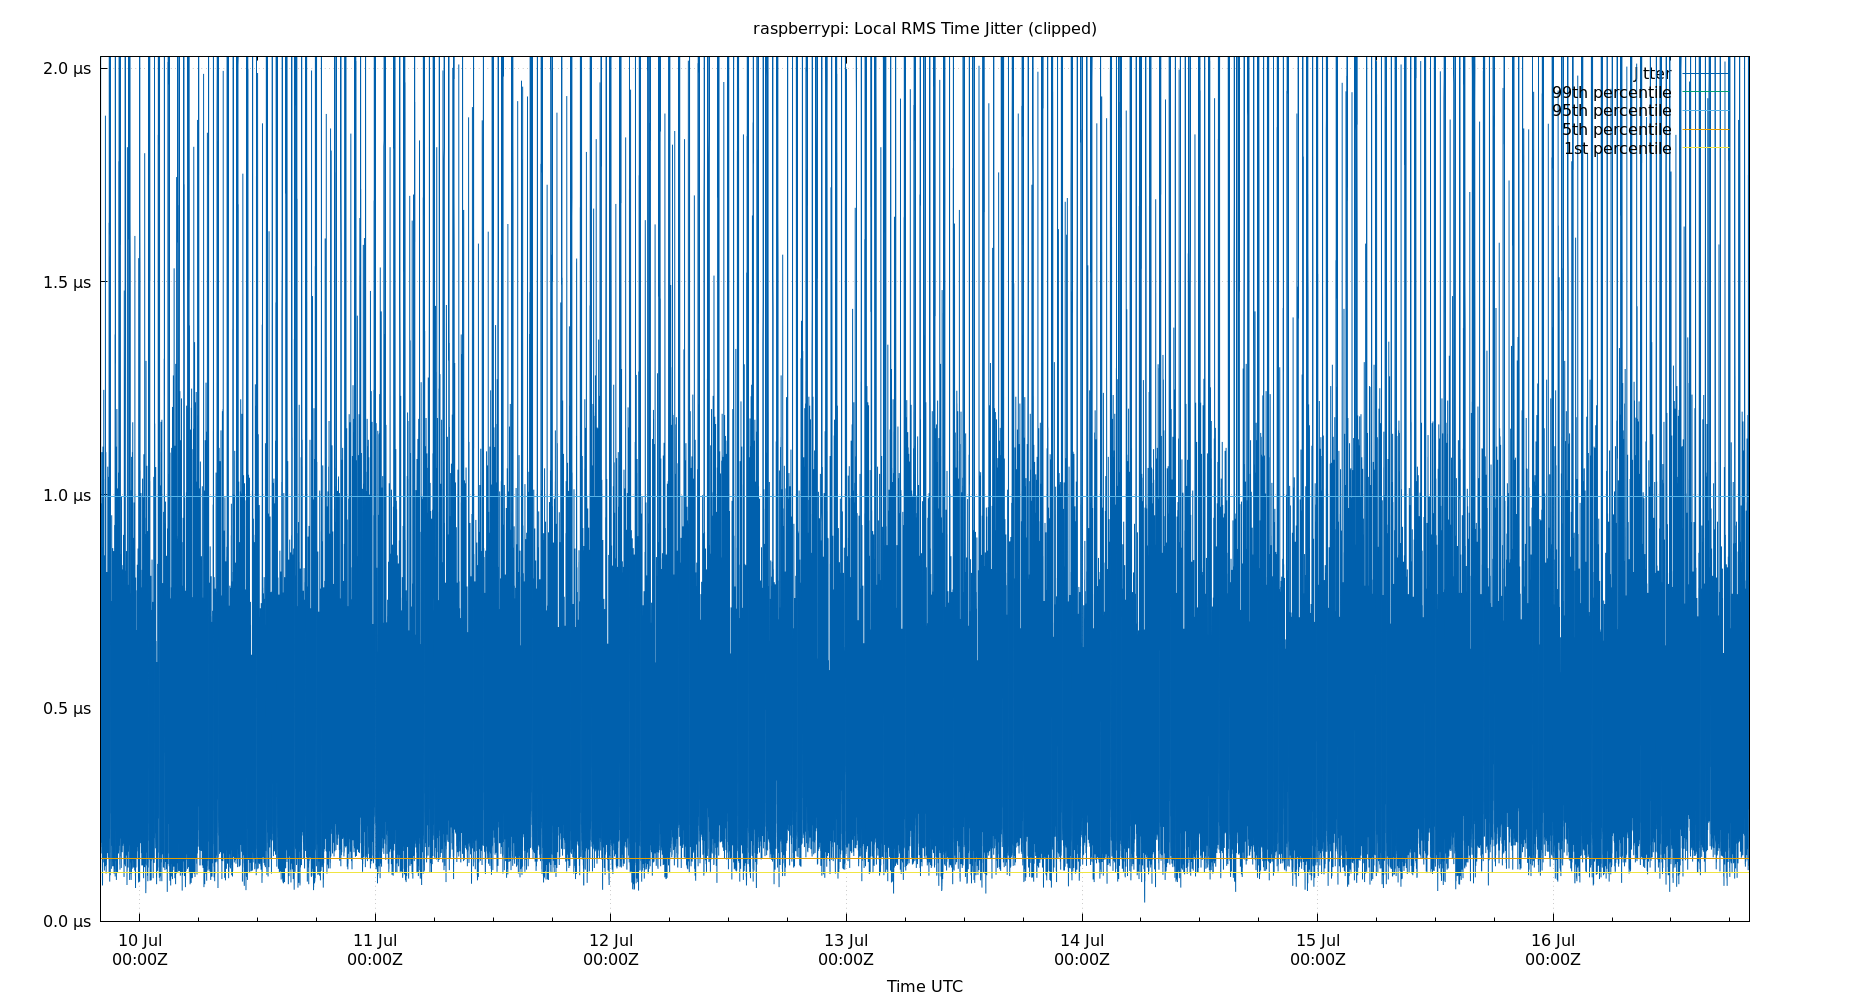 raspberrypi: Local RMS Time Jitter (clipped)
2.0 µs
jitter
99th percentile
95th percentile
5th percentile
1st percentile
1.5 µs
1.0 µs
0.5 µs
0.0 µs
10 Jul 11 Jul 12 Jul 13 Jul 14 Jul 15 Jul 16 Jul
00:00Z 00:00Z 00:00Z 00:00Z 00:00Z 00:00Z 00:00Z
Time UTC